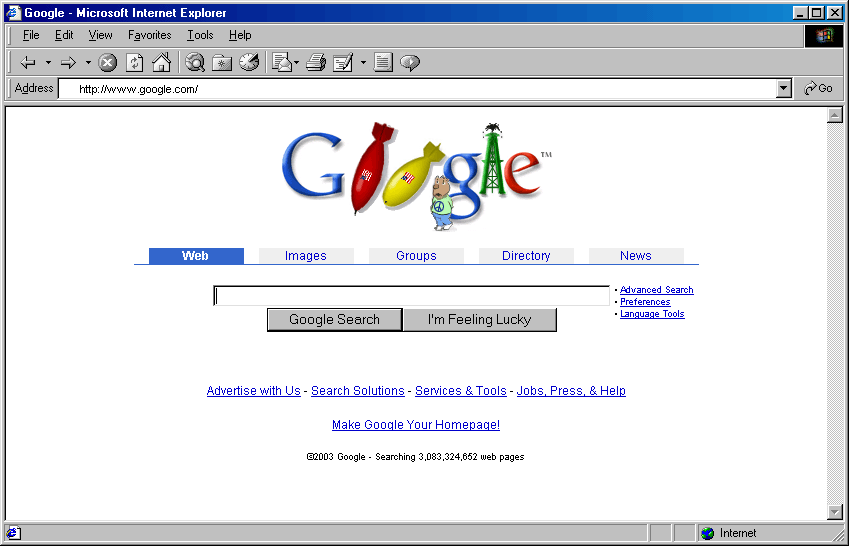 Google - Microsoft Internet Explorer
File Edit View Favorites Tools Help
Address http://www.google.com/ Go
Google™
Web Images Groups Directory News
• Advanced Search
• Preferences
• Language Tools
Google Search I'm Feeling Lucky
Advertise with Us - Search Solutions - Services & Tools - Jobs, Press, & Help
Make Google Your Homepage!
©2003 Google - Searching 3,083,324,652 web pages
Internet